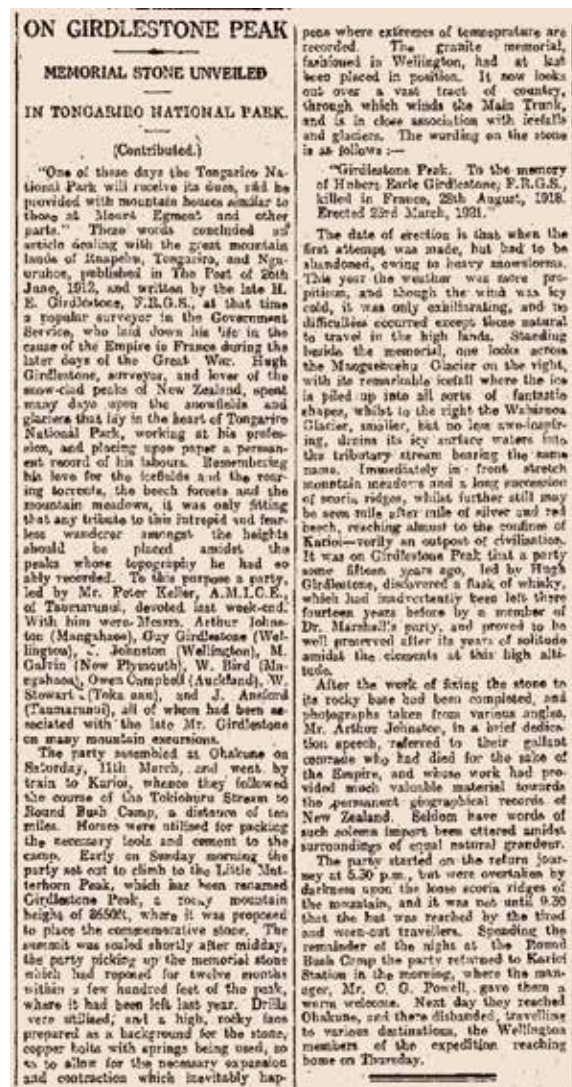 ON GIRDLESTONE PEAK
MEMORIAL STONE UNVEILED
IN TONGARIRO NATIONAL PARK.
(Contributed.)
"One of these days the Tongariro Na-
tional Park will receive its dues, and be
provided with mountain houses similar to
those at Mount Egmont and other
parts." These words concluded an
article dealing with the great mountain
lands of Ruapehu, Tongariro, and Ngau-
ruhoe, published in The Post of 26th
June, 1912, and written by the late H.
E. Girdlestone, F.R.G.S., at that time
a popular surveyor in the Government
Service, who laid down his life in the
cause of the Empire in France during the
later days of the Great War. Hugh
Girdlestone, surveyor, and lover of the
snow-clad peaks of New Zealand, spent
many days upon the snowfields and
glaciers that lay in the heart of Tongariro
National Park, working at his profes-
sion, and placing upon paper a perman-
ent record of his labours. Remembering
his love for the icefields and the roar-
ing torrents, the beech forests and the
mountain meadows, it was only fitting
that any tribute to this intrepid and fear-
less wanderer amongst the heights
should be placed amidst the
peaks whose topography he had so
ably recorded. To this purpose a party,
led by Mr. Peter Keller, A.M.I.C.E.,
of Taumarunui, devoted last week-end.
With him were Messrs. Arthur Johns-
ton (Mangahao), Guy Girdlestone (Wel-
lington), J. Johnston (Wellington), M.
Galvin (New Plymouth), W. Bird (Ma-
ngahaoe), Owen Campbell (Auckland), W.
Stewart (Tokaanu), and J.
(Taumarunui), all of whom had been as-
sociated with the late Mr. Girdlestone
on many mountain excursions.
The party assembled at Ohakune on
Saturday, 11th March, and went by
train to Karioi, whence they followed
the course of the Tokiohuru Stream to
Round Bush Camp, a distance of ten
miles. Horses were utilised for packing
the necessary tools and cement to the
camp. Early on Sunday morning the
party set out to climb to the Little Mat-
terhorn Peak, which has been renamed
Girdlestone Peak, a rocky mountain
height of 8650ft, where it was proposed
to place the commemorative stone. The
summit was scaled shortly after midday,
the party picking up the memorial stone
which had reposed for twelve months
within a few hundred feet of the peak,
where it had been left last year. Drills
were utilised, and a high, rocky face
prepared as a background for the stone,
copper bolts with springs being used, so
as to allow for the necessary expansion
and contraction which inevitably hap-
pens where extremes of temperature are
recorded. The granite memorial,
fashioned in Wellington, had at last
been placed in position. It now looks
out over a vast tract of country,
through which winds the Main Trunk,
and is in close association with icefalls
and glaciers. The wording on the stone
is as follows:—
"Girdlestone Peak. To the memory
of Hubert Earle Girdlestone, F.R.G.S.,
killed in France, 28th August, 1918.
Erected 23rd March, 1921."
The date of erection is that when the
first attempt was made, but had to be
abandoned, owing to heavy snowstorms.
This year the weather was more pro-
pitious, and though the wind was icy
cold, it was only exhilarating, and no
difficulties occurred except those natural
to travel in the high lands. Standing
beside the memorial, one looks across
the Mangaehuehu Glacier on the right,
with its remarkable icefall where the ice
is piled up into all sorts of fantastic
shapes, whilst to the right the Wahianoa
Glacier, smaller, but no less awe-inspir-
ing, drains its icy surface waters into
the tributary stream bearing the same
name. Immediately in front stretch
mountain meadows and a long succession
of scoria ridges, whilst further still may
be seen mile after mile of silver and red
beech, reaching almost to the confines of
Karioi—verily an outpost of civilisation.
It was on Girdlestone Peak that a party
some fifteen years ago, led by Hugh
Girdlestone, discovered a flask of whisky,
which had inadvertently been left there
fourteen years before by a member of
Dr. Marshall's party, and proved to be
well preserved after its years of solitude
amidst the elements at this high alti-
tude.
After the work of fixing the stone to
its rocky base had been completed, and
photographs taken from various angles,
Mr. Arthur Johnston, in a brief dedica-
tion speech, referred to their gallant
comrade who had died for the sake of
the Empire, and whose work had pro-
vided much valuable material towards
the permanent geographical records of
New Zealand. Seldom have words of
such solemn import been uttered amidst
surroundings of equal natural grandeur.
The party started on the return jour-
ney at 5.30 p.m., but were overtaken by
darkness upon the loose scoria ridges of
the mountain, and it was not until 9.30
that the hut was reached by the tired
and worn-out travellers. Spending the
remainder of the night at the Round
Bush Camp the party returned to Karioi
Station in the morning, where the man-
ager, Mr. C. G. Powell, gave them a
warm welcome. Next day they reached
Ohakune, and there disbanded, travelling
to various destinations, the Wellington
members of the expedition reaching
home on Thursday.